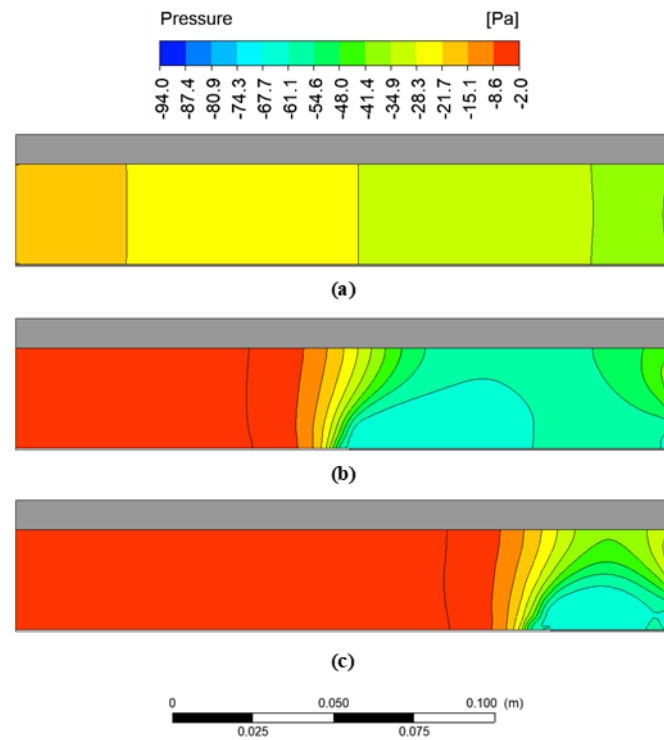 Pressure [Pa]
-94.0 -87.4 -80.9 -74.3 -67.7 -61.1 -54.6 -48.0 -41.4 -34.9 -28.3 -21.7 -15.1 -8.6 -2.0
(a)
(b)
(c)
0 0.050 0.100 (m)
0.025 0.075